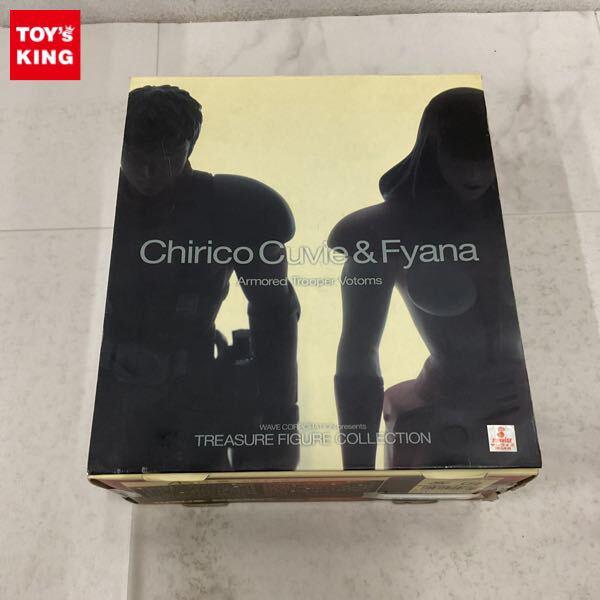 TOY's
KING
Chirico Cuvie & Fyana
Armored Trooper Votoms
WAVE CORPORATION presents
TREASURE FIGURE COLLECTION